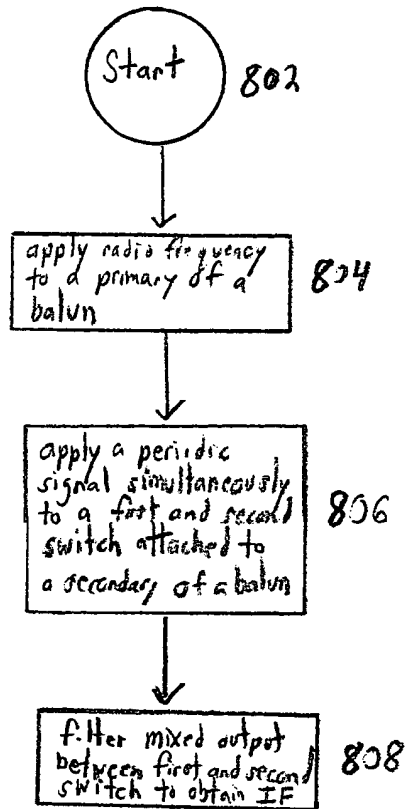 Start
802
apply radio frequency
to a primary of a
balun
804
apply a periodic
signal simultaneously
to a first and second
switch attached to
a secondary of a balun
806
filter mixed output
between first and second
switch to obtain IF
808